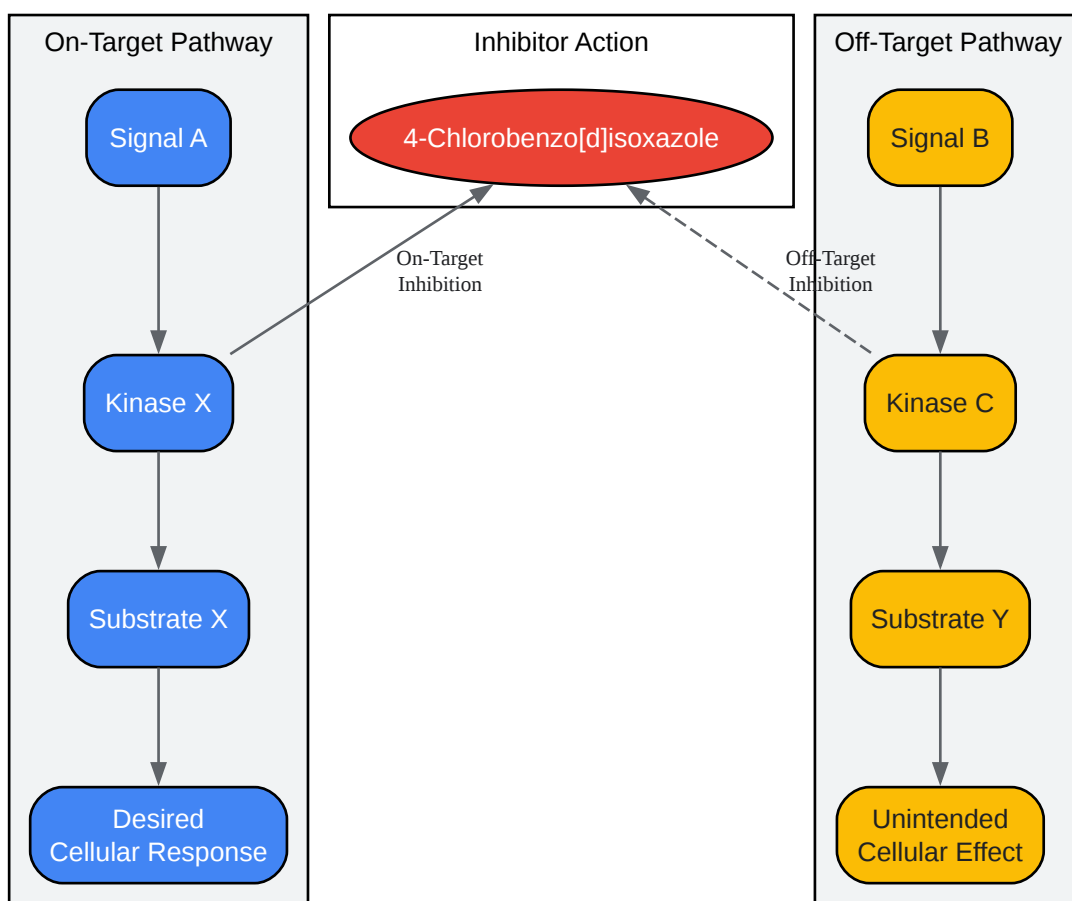 On-Target Pathway
Inhibitor Action
Off-Target Pathway
Signal A
4-Chlorobenzo[d]isoxazole
Signal B
On-Target
Inhibition
Off-Target
Inhibition
Kinase X
Kinase C
Substrate X
Substrate Y
Desired
Cellular Response
Unintended
Cellular Effect